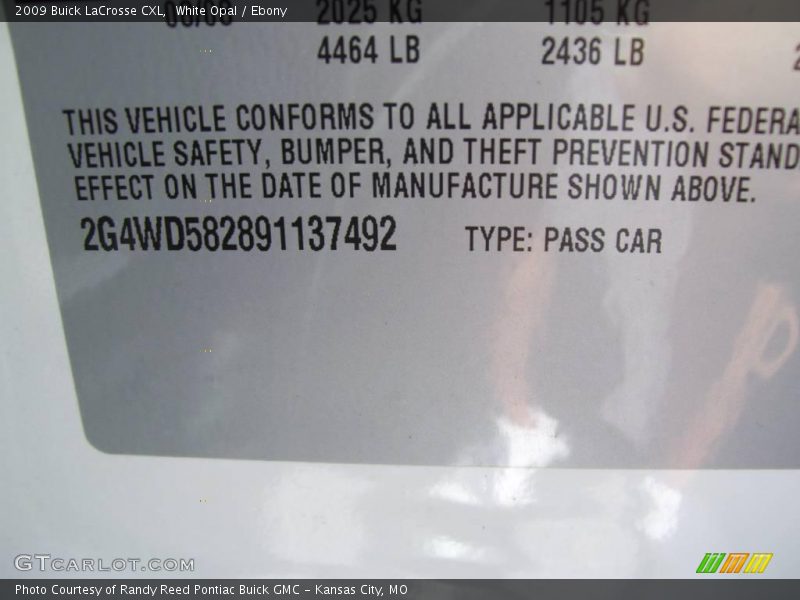 2009 Buick LaCrosse CXL, White Opal / Ebony
2025 KG 1105 KG
4464 LB 2436 LB
THIS VEHICLE CONFORMS TO ALL APPLICABLE U.S. FEDERA
VEHICLE SAFETY, BUMPER, AND THEFT PREVENTION STAND
EFFECT ON THE DATE OF MANUFACTURE SHOWN ABOVE.
2G4WD582891137492 TYPE: PASS CAR
GTCARLOT.COM
Photo Courtesy of Randy Reed Pontiac Buick GMC – Kansas City, MO